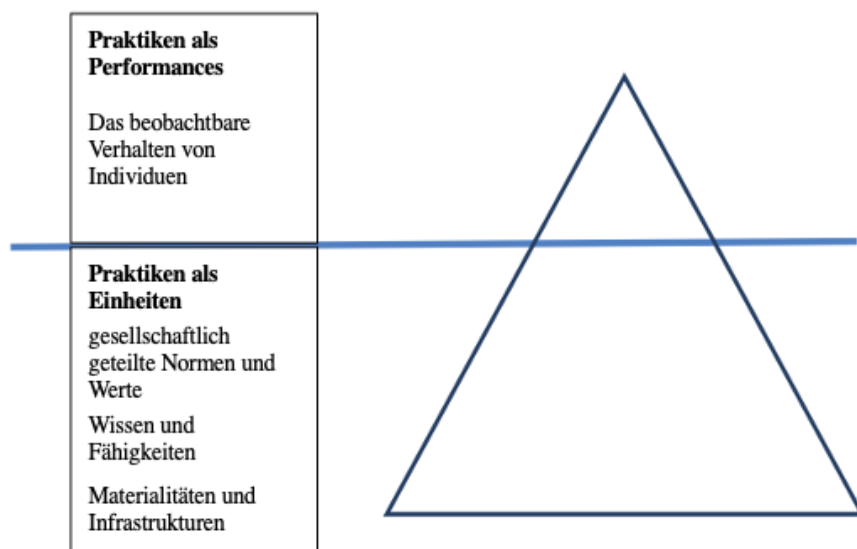 Praktiken als
Performances
Das beobachtbare
Verhalten von
Individuen
Praktiken als
Einheiten
gesellschaftlich
geteilte Normen und
Werte
Wissen und
Fähigkeiten
Materialitäten und
Infrastrukturen